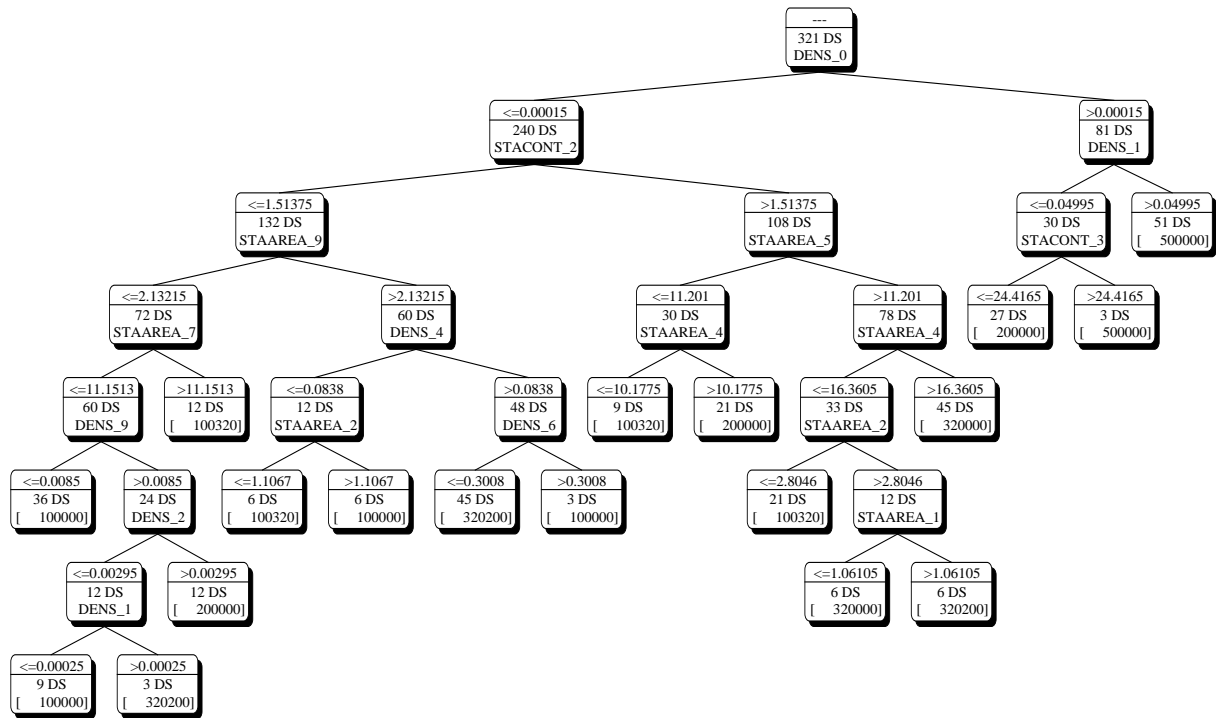 ---
321 DS
DENS_0
<=0.00015
240 DS
STACONT_2
>0.00015
81 DS
DENS_1
<=1.51375
132 DS
STAAREA_9
>1.51375
108 DS
STAAREA_5
<=0.04995
30 DS
STACONT_3
>0.04995
51 DS
[ 500000]
<=2.13215
72 DS
STAAREA_7
>2.13215
60 DS
DENS_4
<=11.201
30 DS
STAAREA_4
>11.201
78 DS
STAAREA_4
<=24.4165
27 DS
[ 200000]
>24.4165
3 DS
[ 500000]
<=11.1513
60 DS
DENS_9
>11.1513
12 DS
[ 100320]
<=0.0838
12 DS
STAAREA_2
>0.0838
48 DS
DENS_6
<=10.1775
9 DS
[ 100320]
>10.1775
21 DS
[ 200000]
<=16.3605
33 DS
STAAREA_2
>16.3605
45 DS
[ 320000]
<=0.0085
36 DS
[ 100000]
>0.0085
24 DS
DENS_2
<=1.1067
6 DS
[ 100320]
>1.1067
6 DS
[ 100000]
<=0.3008
45 DS
[ 320200]
>0.3008
3 DS
[ 100000]
<=2.8046
21 DS
[ 100320]
>2.8046
12 DS
STAAREA_1
<=0.00295
12 DS
DENS_1
>0.00295
12 DS
[ 200000]
<=1.06105
6 DS
[ 320000]
>1.06105
6 DS
[ 320200]
<=0.00025
9 DS
[ 100000]
>0.00025
3 DS
[ 320200]